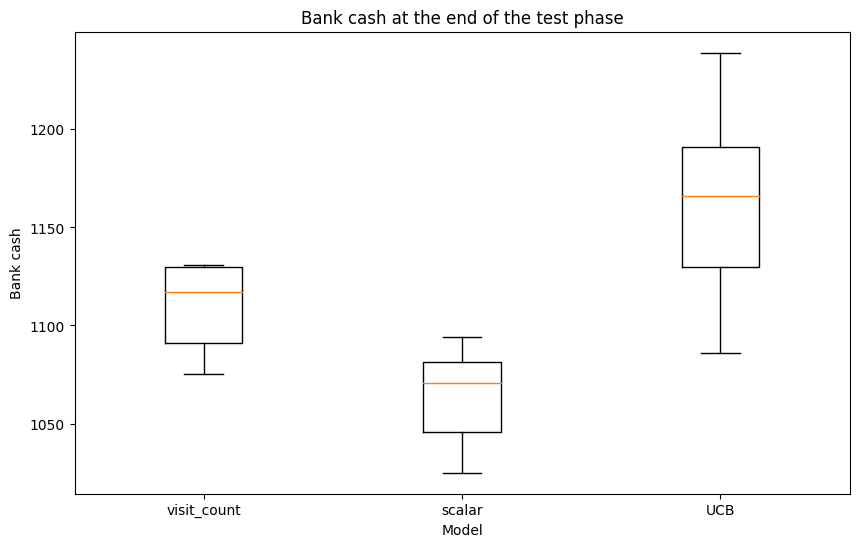 Bank cash at the end of the test phase
Bank cash
1200
1150
1100
1050
visit_count
scalar
UCB
Model